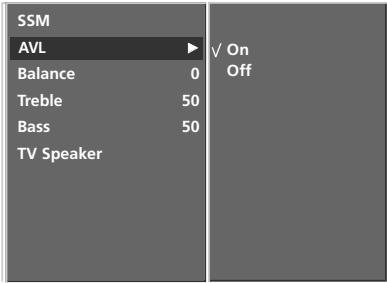 SSM
AVL ▶
Balance 0
Treble 50
Bass 50
TV Speaker
√ On
Off